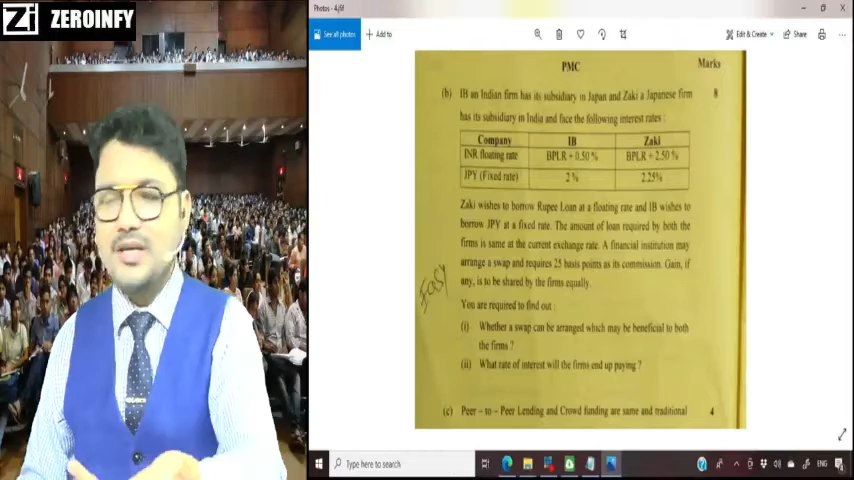 Zi ZEROINFY
Photos - 4.jfif
See all photos
Add to
Edit & Create
Share
PMC
Marks
(b) IB an Indian firm has its subsidiary in Japan and Zaki a Japanese firm 8
has its subsidiary in India and face the following interest rates :
Company IB Zaki
INR floating rate BPLR + 0.50 % BPLR + 2.50 %
JPY (Fixed rate) 2 % 2.25%
Zaki wishes to borrow Rupee Loan at a floating rate and IB wishes to
borrow JPY at a fixed rate. The amount of loan required by both the
firms is same at the current exchange rate. A financial institution may
arrange a swap and requires 25 basis points as its commission. Gain, if
any, is to be shared by the firms equally.
Easy
You are required to find out :
(i) Whether a swap can be arranged which may be beneficial to both
the firms ?
(ii) What rate of interest will the firms end up paying ?
(c) Peer – to – Peer Lending and Crowd funding are same and traditional 4
Type here to search
ENG